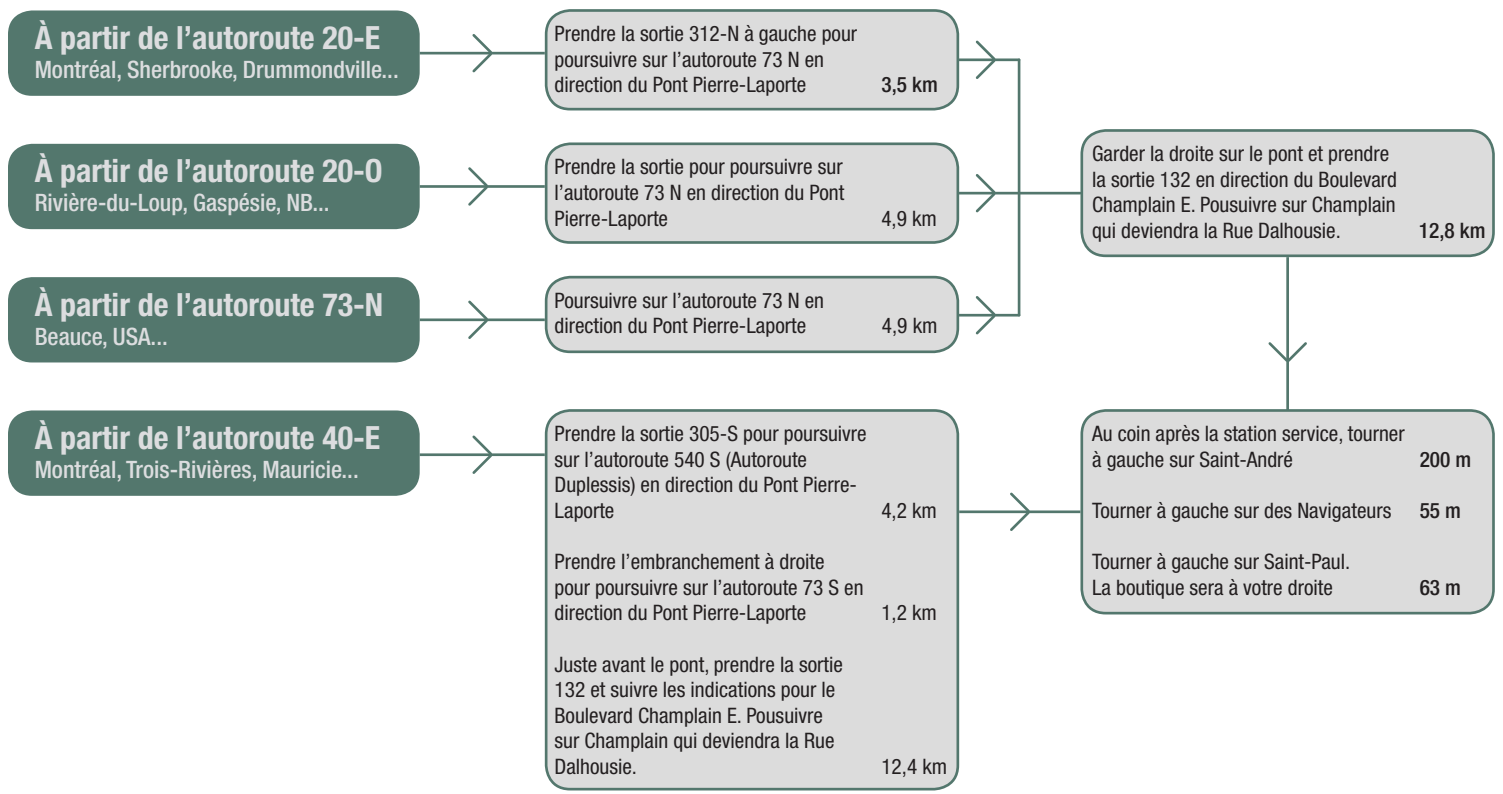 À partir de l'autoroute 20-E
Montréal, Sherbrooke, Drummondville...
Prendre la sortie 312-N à gauche pour
poursuivre sur l'autoroute 73 N en
direction du Pont Pierre-Laporte 3,5 km
À partir de l'autoroute 20-O
Rivière-du-Loup, Gaspésie, NB...
Prendre la sortie pour poursuivre sur
l'autoroute 73 N en direction du Pont
Pierre-Laporte 4,9 km
À partir de l'autoroute 73-N
Beauce, USA...
Poursuivre sur l'autoroute 73 N en
direction du Pont Pierre-Laporte 4,9 km
Garder la droite sur le pont et prendre
la sortie 132 en direction du Boulevard
Champlain E. Pousuivre sur Champlain
qui deviendra la Rue Dalhousie. 12,8 km
À partir de l'autoroute 40-E
Montréal, Trois-Rivières, Mauricie...
Prendre la sortie 305-S pour poursuivre
sur l'autoroute 540 S (Autoroute
Duplessis) en direction du Pont Pierre-
Laporte 4,2 km
Prendre l'embranchement à droite
pour poursuivre sur l'autoroute 73 S en
direction du Pont Pierre-Laporte 1,2 km
Juste avant le pont, prendre la sortie
132 et suivre les indications pour le
Boulevard Champlain E. Pousuivre
sur Champlain qui deviendra la Rue
Dalhousie. 12,4 km
Au coin après la station service, tourner
à gauche sur Saint-André 200 m
Tourner à gauche sur des Navigateurs 55 m
Tourner à gauche sur Saint-Paul.
La boutique sera à votre droite 63 m